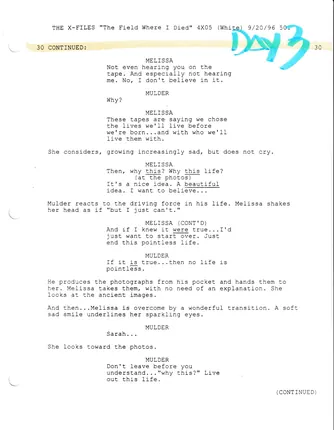 THE X-FILES "The Field Where I Died" 4X05 (White) 9/20/96 50.
DAY 3
30 CONTINUED: 30
MELISSA
Not even hearing you on the
tape. And especially not hearing
me. No, I don't believe in it.
MULDER
Why?
MELISSA
These tapes are saying we chose
the lives we'll live before
we're born...and with who we'll
live them with.
She considers, growing increasingly sad, but does not cry.
MELISSA
Then, why this? Why this life?
(at the photos)
It's a nice idea. A beautiful
idea. I want to believe...
Mulder reacts to the driving force in his life. Melissa shakes
her head as if "but I just can't."
MELISSA (CONT'D)
And if I knew it were true...I'd
just want to start over. Just
end this pointless life.
MULDER
If it is true...then no life is
pointless.
He produces the photographs from his pocket and hands them to
her. Melissa takes them, with no need of an explanation. She
looks at the ancient images.
And then...Melissa is overcome by a wonderful transition. A soft
sad smile underlines her sparkling eyes.
MULDER
Sarah...
She looks toward the photos.
MULDER
Don't leave before you
understand..."why this?" Live
out this life.
(CONTINUED)